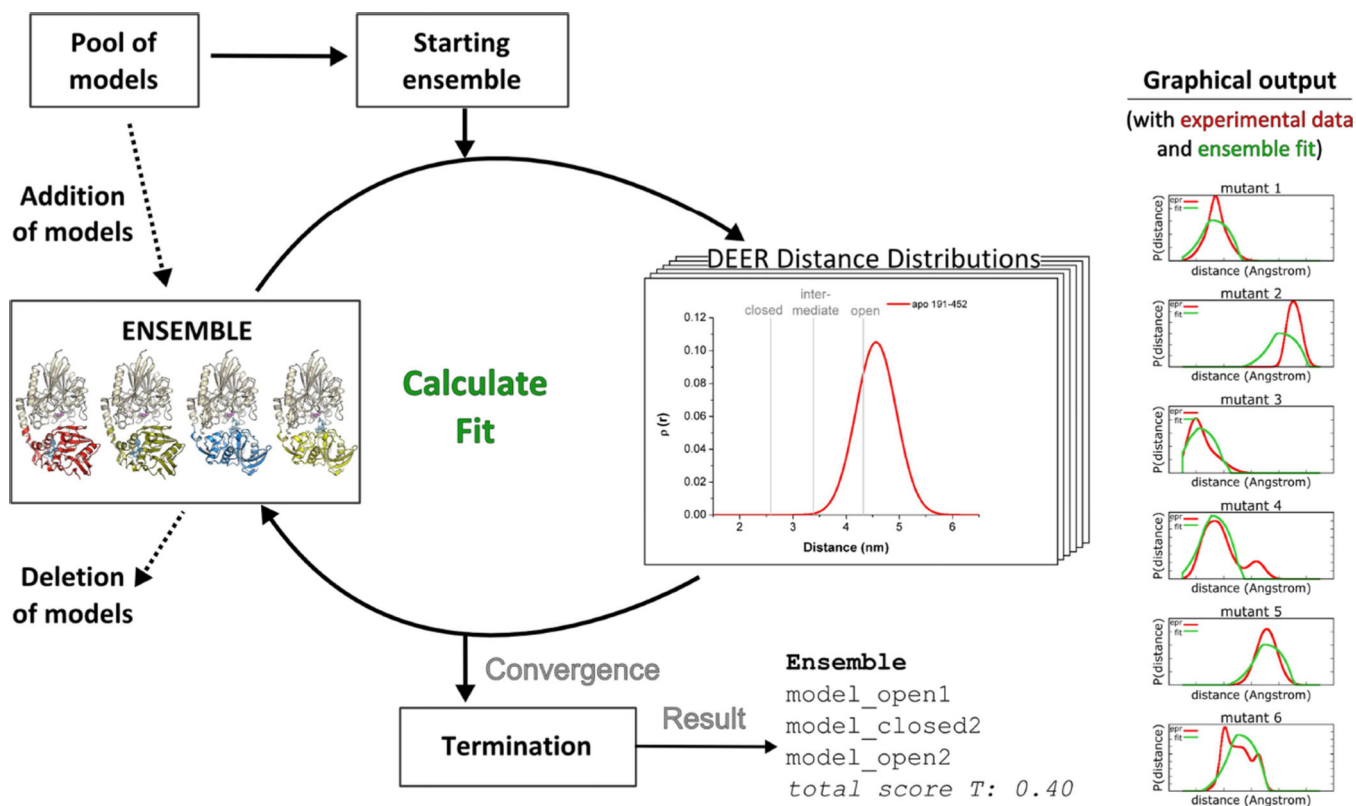 Pool of
models
Starting
ensemble
Addition
of models
ENSEMBLE
Deletion
of models
Calculate
Fit
DEER Distance Distributions
closed
inter-
mediate
open
apo 191-452
0.12
0.10
0.08
0.06
0.04
0.02
0.00
ρ (r)
2
3
4
5
6
Distance (nm)
Convergence
Termination
Result
Ensemble
model_open1
model_closed2
model_open2
total score T: 0.40
Graphical output
(with experimental data
and ensemble fit)
mutant 1
epr
fit
P(distance)
distance (Angstrom)
mutant 2
epr
fit
P(distance)
distance (Angstrom)
mutant 3
epr
fit
P(distance)
distance (Angstrom)
mutant 4
epr
fit
P(distance)
distance (Angstrom)
mutant 5
epr
fit
P(distance)
distance (Angstrom)
mutant 6
epr
fit
P(distance)
distance (Angstrom)